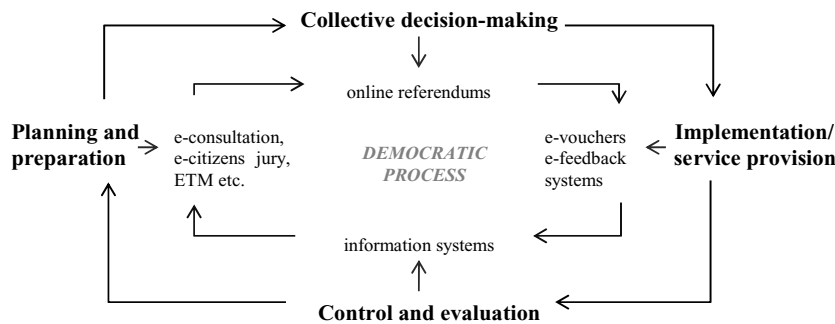 Collective decision-making
online referendums
Planning and
preparation
e-consultation,
e-citizens jury,
ETM etc.
DEMOCRATIC
PROCESS
e-vouchers
e-feedback
systems
Implementation/
service provision
information systems
Control and evaluation